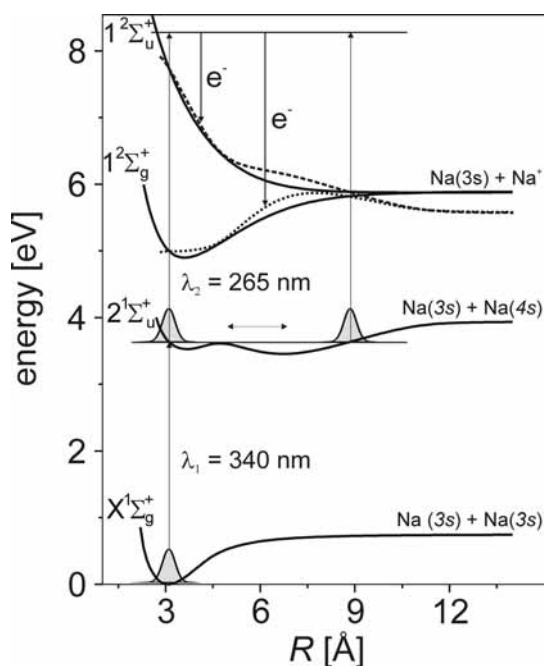 1²Σu⁺
8
e⁻
e⁻
1²Σg⁺
6
Na(3s) + Na⁺
energy [eV]
λ₂ = 265 nm
2¹Σu⁺
Na(3s) + Na(4s)
4
2
λ₁ = 340 nm
X¹Σg⁺
Na (3s) + Na(3s)
0
3 6 9 12
R [Å]